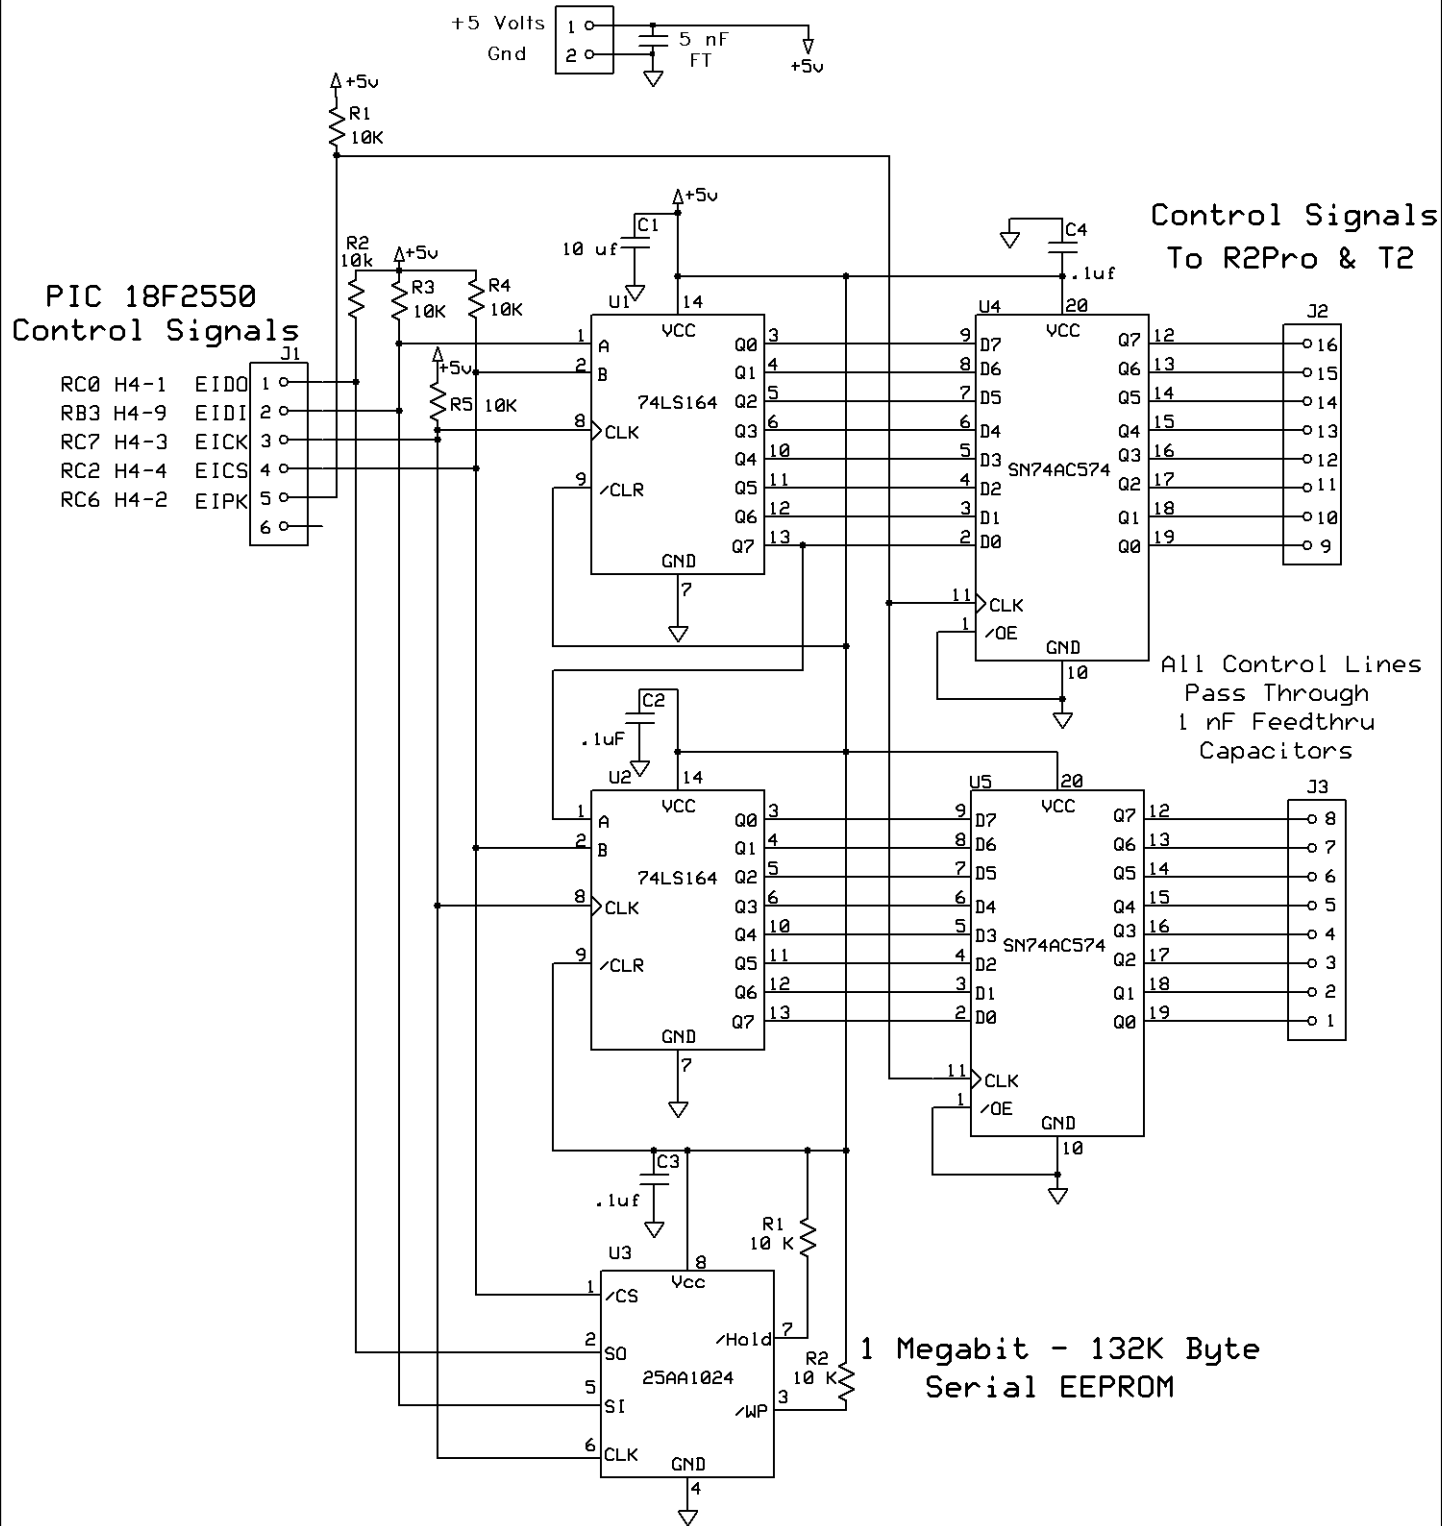 +5 Volts 1
Gnd 2
5 nF
FT
+5v
+5v
R1
10K
+5v
C1
10 uf
C4
.1uf
Control Signals
To R2Pro & T2
R2
10k
+5v
R3
10K
R4
10K
+5v
R5 10K
PIC 18F2550
Control Signals
J1
RC0 H4-1 EIDO 1
RB3 H4-9 EIDI 2
RC7 H4-3 EICK 3
RC2 H4-4 EICS 4
RC6 H4-2 EIPK 5
6
U1
14
VCC
1 A
2 B
74LS164
8 CLK
9 /CLR
Q0 3
Q1 4
Q2 5
Q3 6
Q4 10
Q5 11
Q6 12
Q7 13
GND
7
U4
20
VCC
9 D7
8 D6
7 D5
6 D4
5 D3
4 D2
3 D1
2 D0
SN74AC574
11 CLK
1 /OE
GND
10
Q7 12
Q6 13
Q5 14
Q4 15
Q3 16
Q2 17
Q1 18
Q0 19
J2
16
15
14
13
12
11
10
9
All Control Lines
Pass Through
1 nF Feedthru
Capacitors
C2
.1uF
U2
14
VCC
1 A
2 B
74LS164
8 CLK
9 /CLR
Q0 3
Q1 4
Q2 5
Q3 6
Q4 10
Q5 11
Q6 12
Q7 13
GND
7
U5
20
VCC
9 D7
8 D6
7 D5
6 D4
5 D3
4 D2
3 D1
2 D0
SN74AC574
11 CLK
1 /OE
GND
10
Q7 12
Q6 13
Q5 14
Q4 15
Q3 16
Q2 17
Q1 18
Q0 19
J3
8
7
6
5
4
3
2
1
C3
.1uf
R1
10 K
U3
8
Vcc
1 /CS
2 SO
5 SI
6 CLK
25AA1024
/Hold 7
/WP 3
GND
4
R2
10 K
1 Megabit - 132K Byte
Serial EEPROM